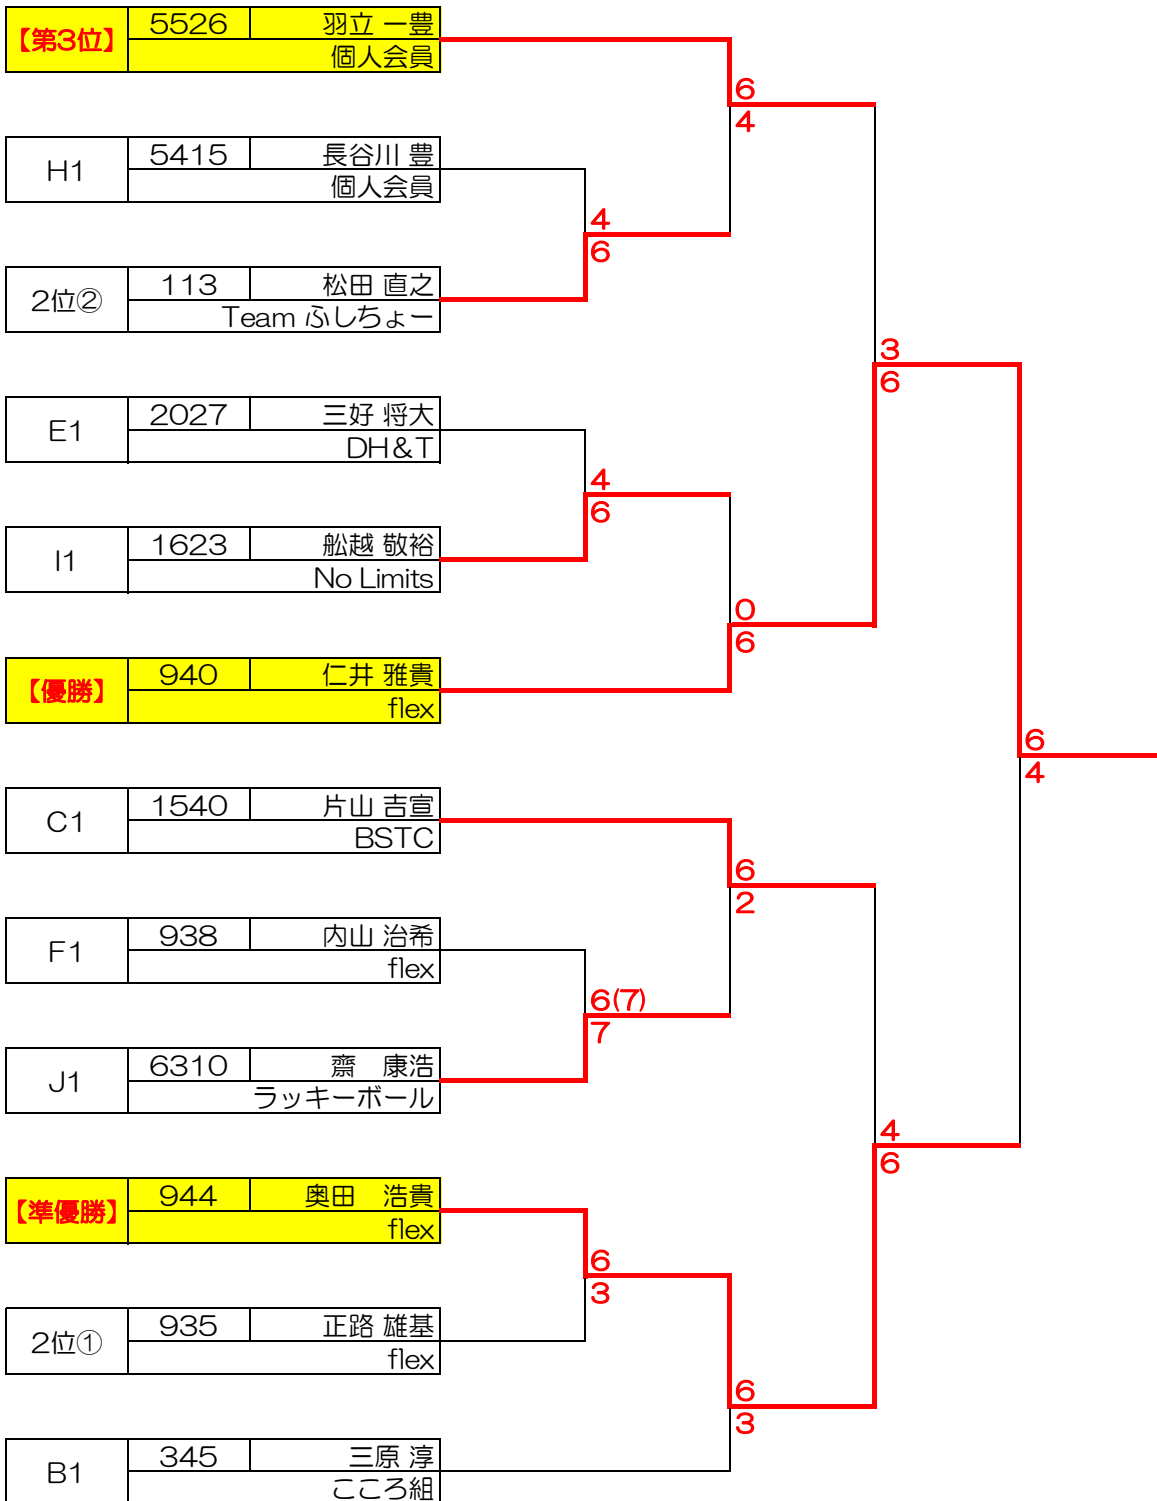 【第3位】 5526 羽立 一豊
個人会員
6
4
H1 5415 長谷川 豊
個人会員
4
6
2位② 113 松田 直之
Team ふしちょー
3
6
E1 2027 三好 将大
DH&T
4
6
I1 1623 舩越 敬裕
No Limits
0
6
【優勝】 940 仁井 雅貴
flex
6
4
C1 1540 片山 吉宣
BSTC
6
2
F1 938 内山 治希
flex
6(7)
7
J1 6310 齋 康浩
ラッキーボール
4
6
【準優勝】 944 奥田 浩貴
flex
6
3
2位① 935 正路 雄基
flex
6
3
B1 345 三原 淳
こころ組